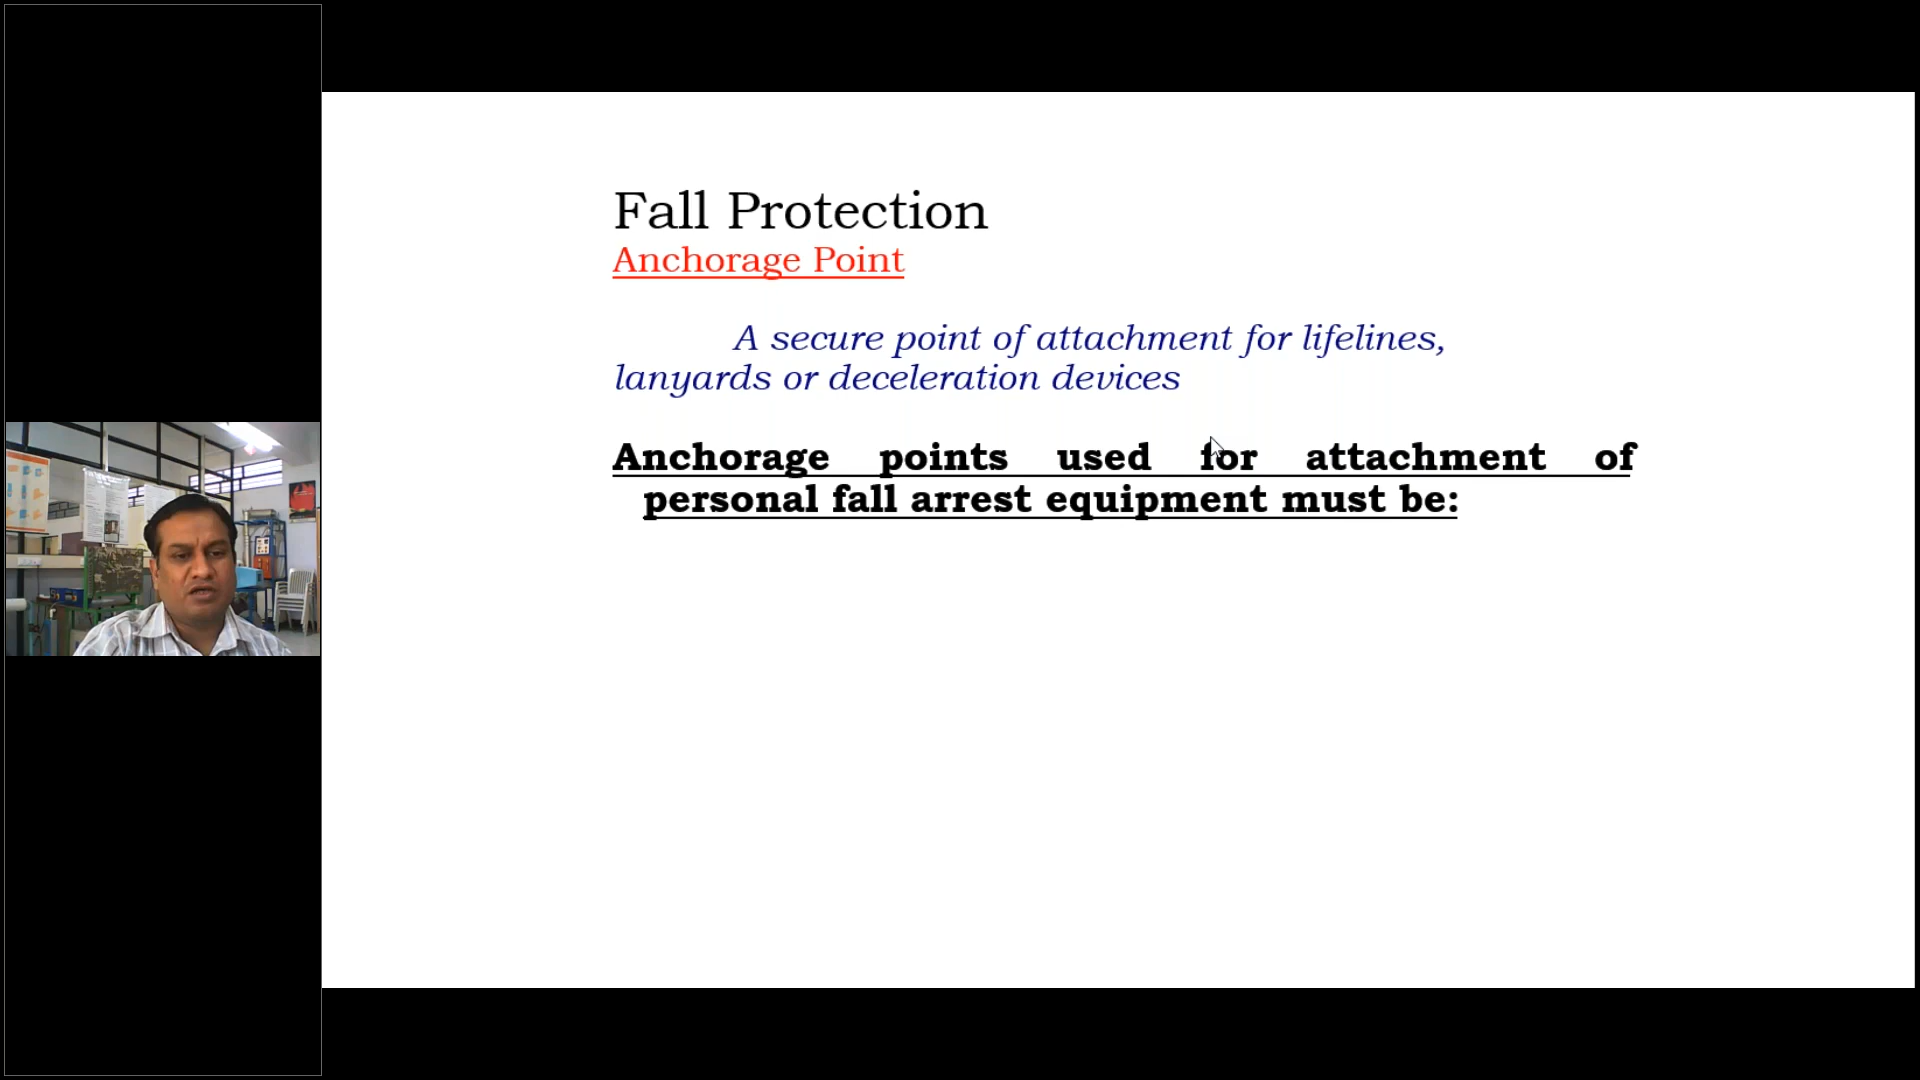 Fall Protection
Anchorage Point
A secure point of attachment for lifelines,
lanyards or deceleration devices
Anchorage points used for attachment of
personal fall arrest equipment must be: